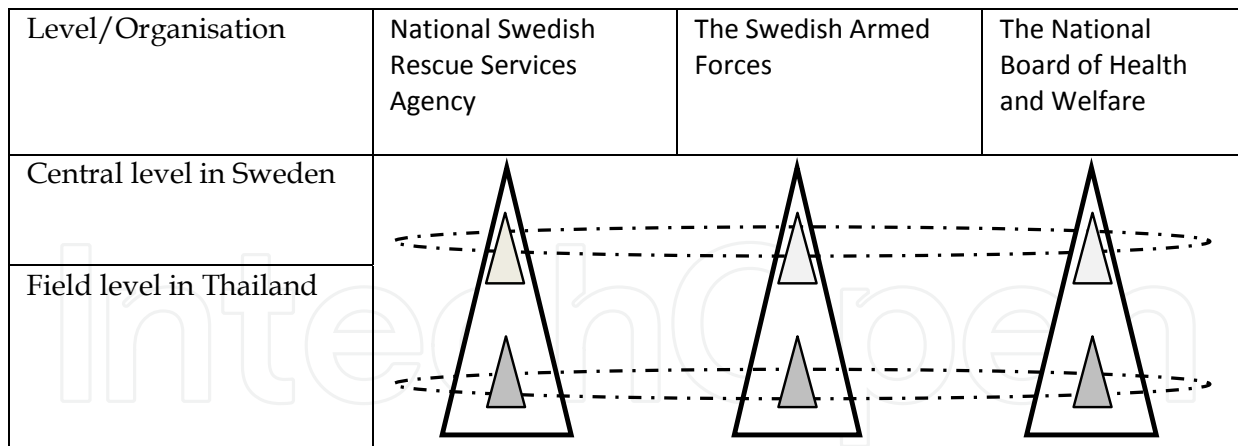 Level/Organisation
National Swedish
Rescue Services
Agency
The Swedish Armed
Forces
The National
Board of Health
and Welfare
Central level in Sweden
Field level in Thailand
IntechOpen